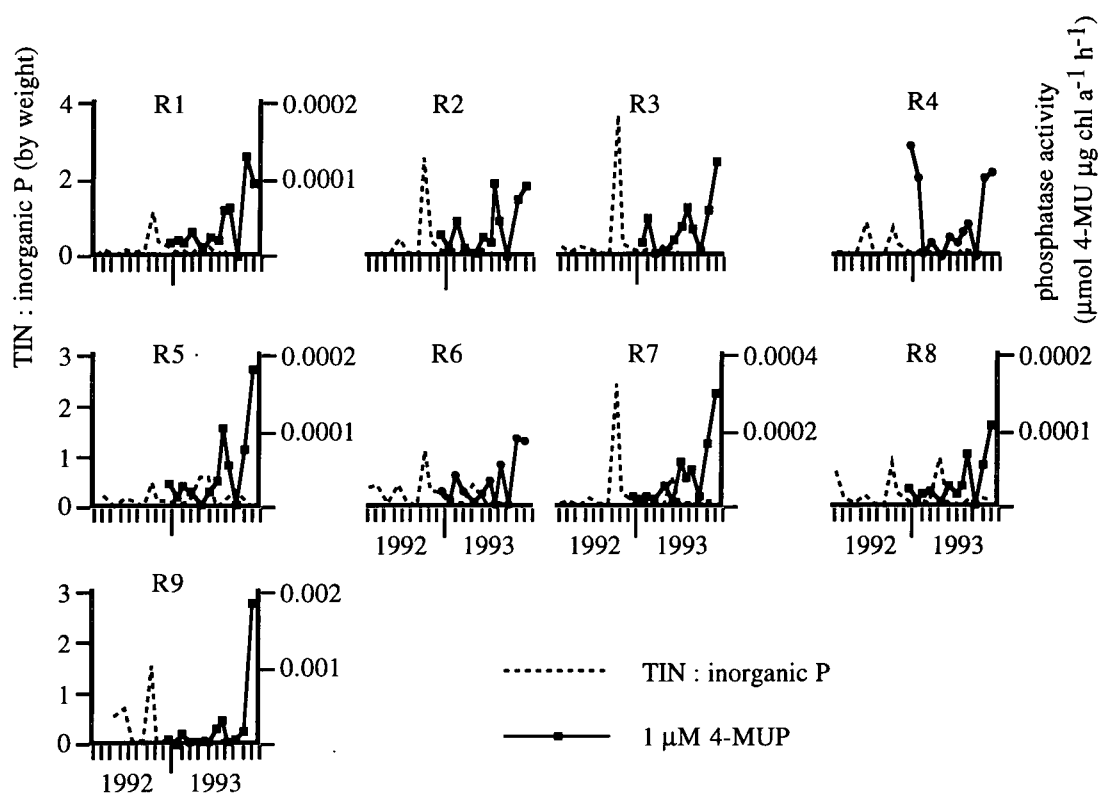 TIN : inorganic P (by weight)
phosphatase activity
(μmol 4-MU μg chl a⁻¹ h⁻¹)
R1
R2
R3
R4
4
2
0
0.0002
0.0001
R5
R6
R7
R8
3
2
1
0
0.0002
0.0001
0.0004
0.0002
0.0002
0.0001
1992 1993
1992 1993
1992 1993
R9
3
2
1
0
0.002
0.001
1992 1993
TIN : inorganic P
1 μM 4-MUP